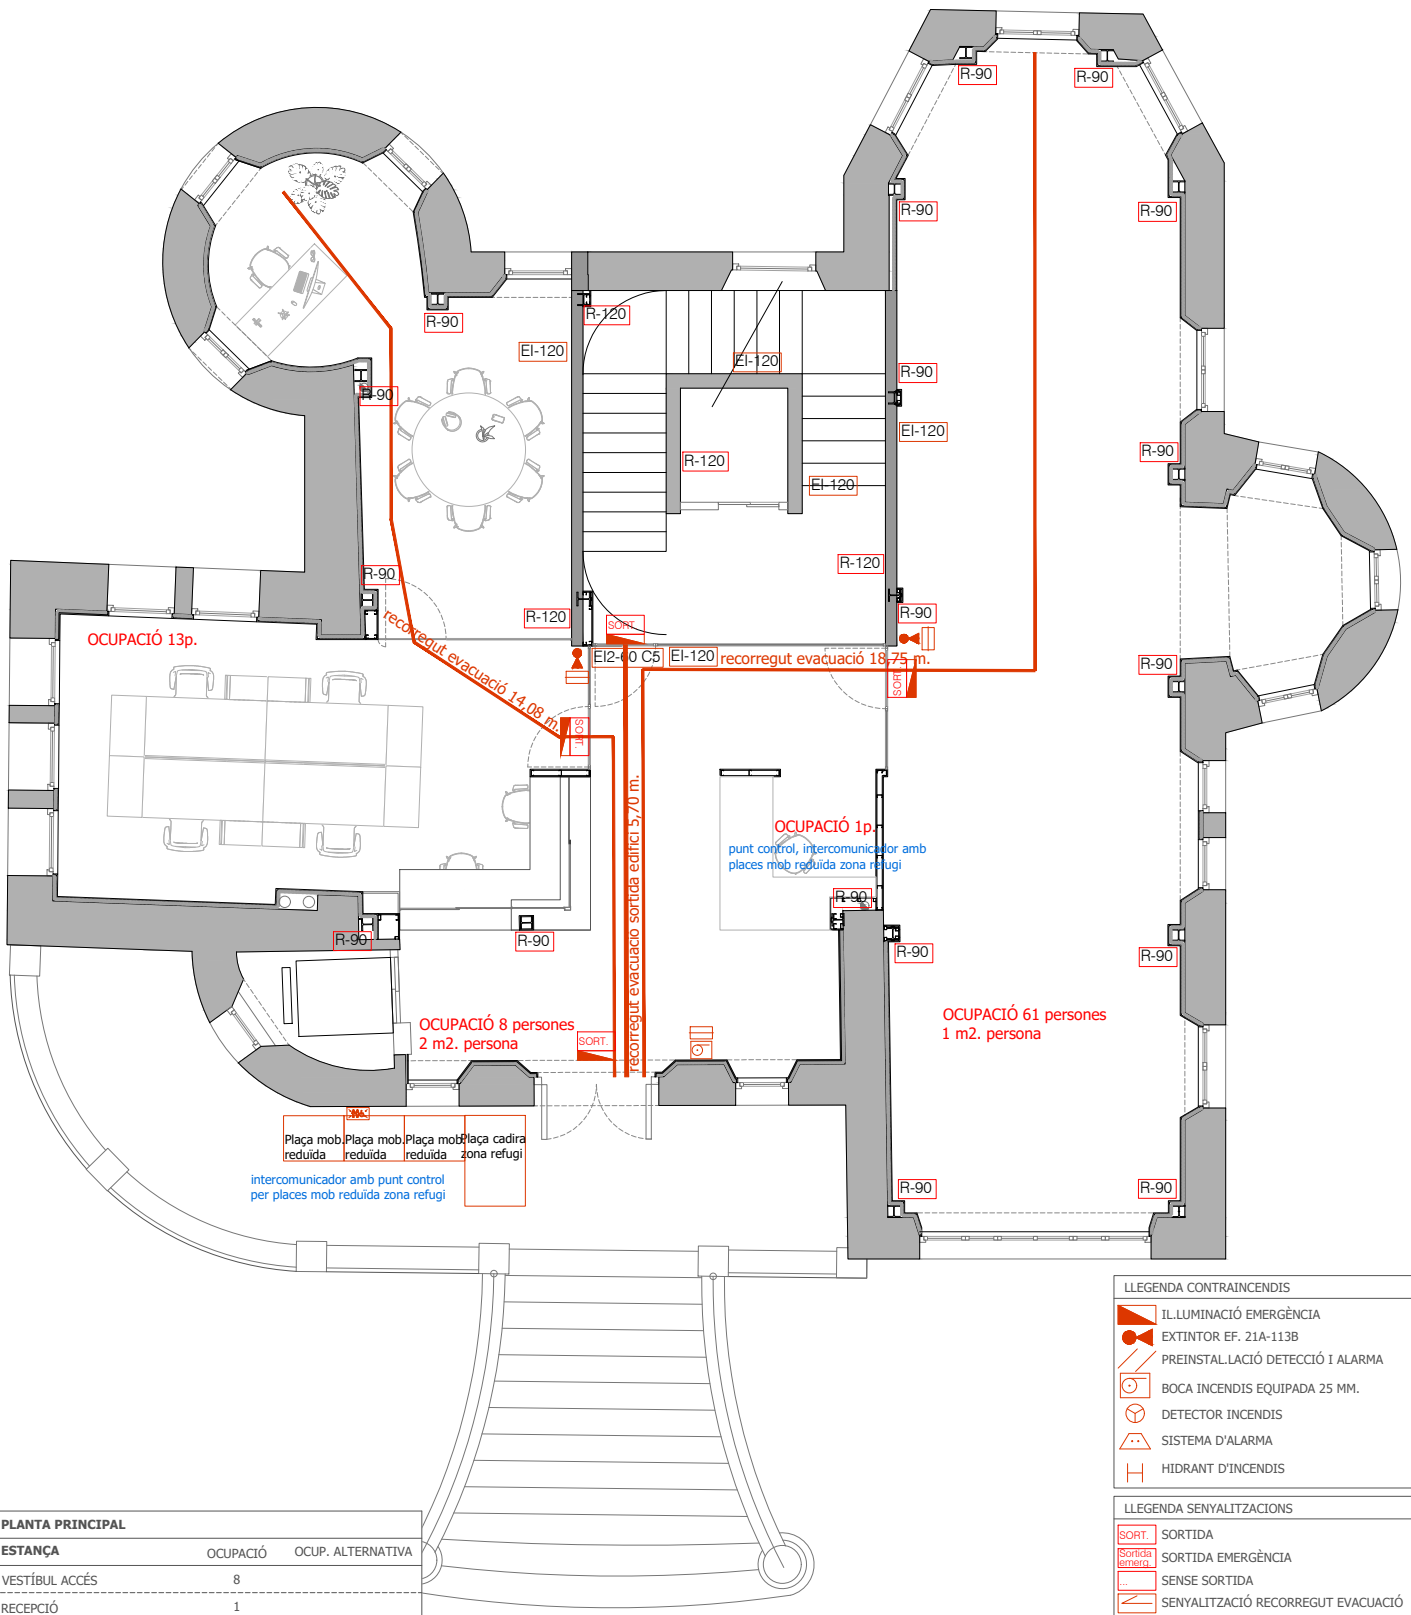 R-90
R-90
R-90
R-90
R-120
R-90
EI-120
EI-120
R-90
R-90
EI-120
R-90
R-120
EI-120
R-120
R-90
R-120
R-90
SORT.
OCUPACIÓ 13p.
recorregut evacuació 14,08 m.
EI2-60 C5
EI-120
recorregut evacuació 18,75 m.
R-90
SORT.
SORT.
recorregut evacuacio sortida edifici 5,70 m.
OCUPACIÓ 1p.
punt control, intercomunicador amb
places mob reduïda zona refugi
R-90
R-90
R-90
R-90
R-90
OCUPACIÓ 8 persones
2 m2. persona
SORT.
OCUPACIÓ 61 persones
1 m2. persona
Plaça mob.
reduïda
Plaça mob.
reduïda
Plaça mob.
reduïda
Plaça cadira
zona refugi
intercomunicador amb punt control
per places mob reduïda zona refugi
R-90
R-90
LLEGENDA CONTRAINCENDIS
IL.LUMINACIÓ EMERGÈNCIA
EXTINTOR EF. 21A-113B
PREINSTAL.LACIÓ DETECCIÓ I ALARMA
BOCA INCENDIS EQUIPADA 25 MM.
DETECTOR INCENDIS
SISTEMA D'ALARMA
HIDRANT D'INCENDIS
LLEGENDA SENYALITZACIONS
SORT. SORTIDA
Sortida emerg. SORTIDA EMERGÈNCIA
... SENSE SORTIDA
SENYALITZACIÓ RECORREGUT EVACUACIÓ
PLANTA PRINCIPAL
ESTANÇA OCUPACIÓ OCUP. ALTERNATIVA
VESTÍBUL ACCÉS 8
RECEPCIÓ 1